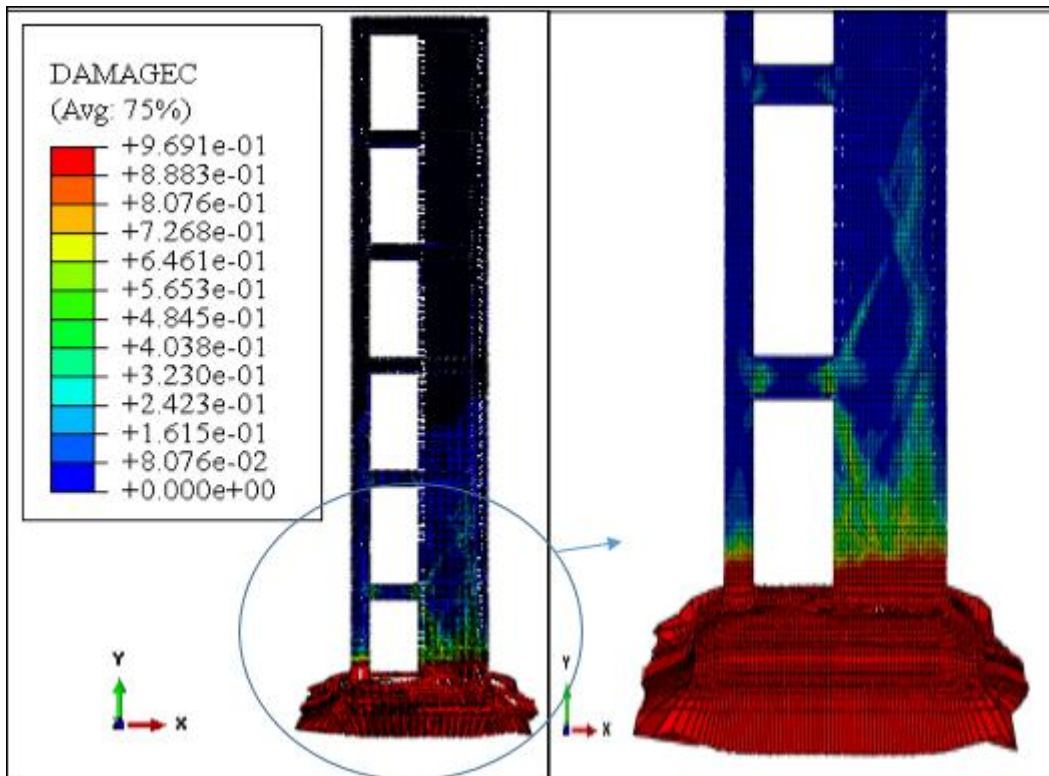 DAMAGEC
(Avg: 75%)
+9.691e-01
+8.883e-01
+8.076e-01
+7.268e-01
+6.461e-01
+5.653e-01
+4.845e-01
+4.038e-01
+3.230e-01
+2.423e-01
+1.615e-01
+8.076e-02
+0.000e+00
Y
X
Y
X